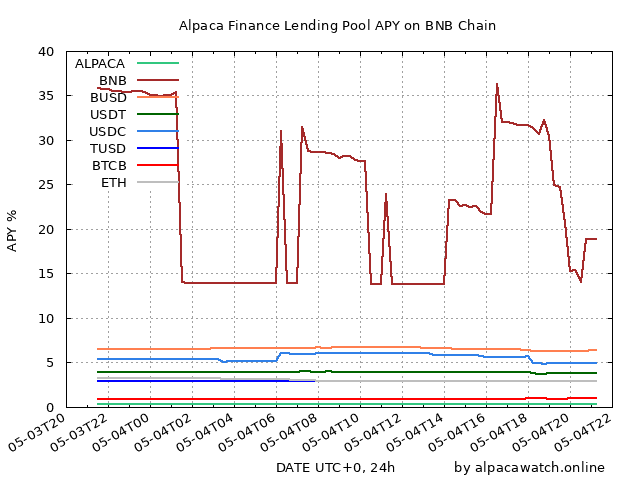 Alpaca Finance Lending Pool APY on BNB Chain
40
35
30
25
20
15
10
5
0
APY %
ALPACA
BNB
BUSD
USDT
USDC
TUSD
BTCB
ETH
05-03T20
05-03T22
05-04T00
05-04T02
05-04T04
05-04T06
05-04T08
05-04T10
05-04T12
05-04T14
05-04T16
05-04T18
05-04T20
05-04T22
DATE UTC+0, 24h
by alpacawatch.online